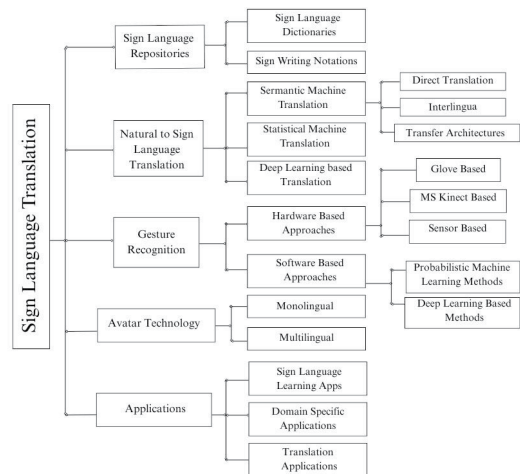 Sign Language Translation
Sign Language
Repositories
Sign Language
Dictionaries
Sign Writing Notations
Natural to Sign
Language
Translation
Sermantic Machine
Translation
Direct Translation
Interlingua
Transfer Architectures
Statistical Machine
Translation
Deep Learning based
Translation
Gesture
Recognition
Hardware Based
Approaches
Glove Based
MS Kinect Based
Sensor Based
Software Based
Approaches
Probabilistic Machine
Learning Methods
Deep Learning Based
Methods
Avatar Technology
Monolingual
Multilingual
Applications
Sign Language
Learning Apps
Domain Specific
Applications
Translation
Applications